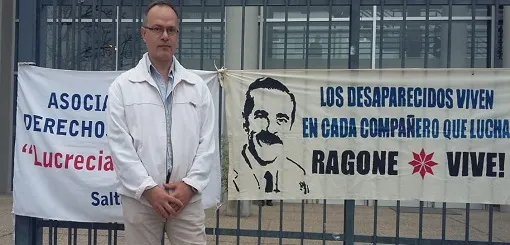 ASOCIA
DERECHO
“Lucrecia
Salt
LOS DESAPARECIDOS VIVEN
EN CADA COMPAÑERO QUE LUCHA
RAGONE VIVE!